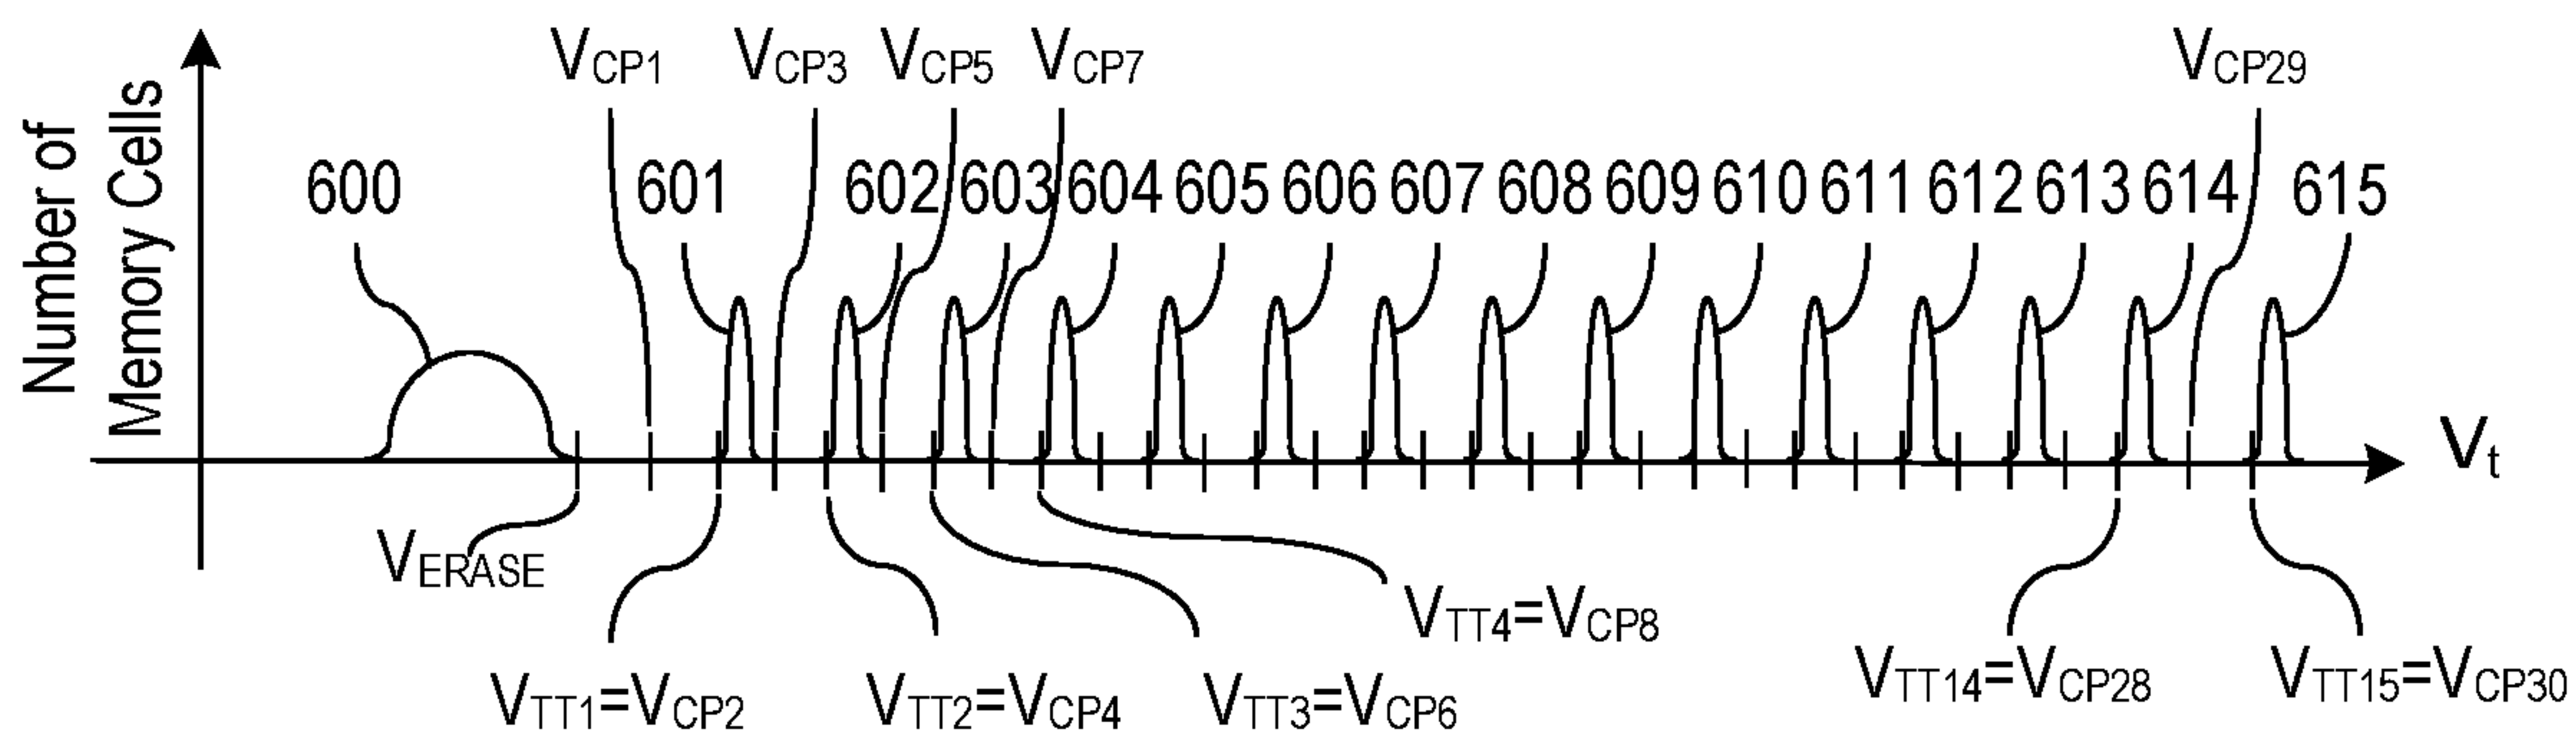 Number of
Memory Cells
VCP1 VCP3 VCP5 VCP7 VCP29
600 601 602 603 604 605 606 607 608 609 610 611 612 613 614 615
Vt
VERASE
VTT4=VCP8
VTT1=VCP2 VTT2=VCP4 VTT3=VCP6 VTT14=VCP28 VTT15=VCP30